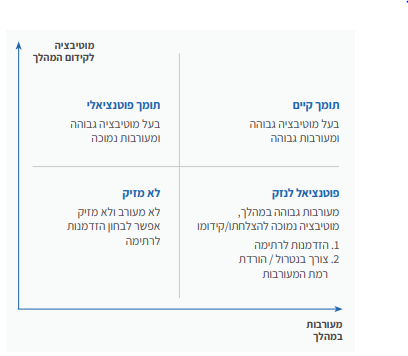 מוטיבציה
לקידום המהלך
תומך קיים
בעל מוטיבציה גבוהה
ומעורבות גבוהה
תומך פוטנציאלי
בעל מוטיבציה גבוהה
ומעורבות נמוכה
פוטנציאל לנזק
מעורבות גבוהה במהלך,
מוטיבציה נמוכה להצלחתו/קידומו
1. הזדמנות לרתימה
2. צורך בנטרול / הורדת
רמת המעורבות
לא מזיק
לא מעורב ולא מזיק
אפשר לבחון הזדמנות
לרתימה
מעורבות
במהלך